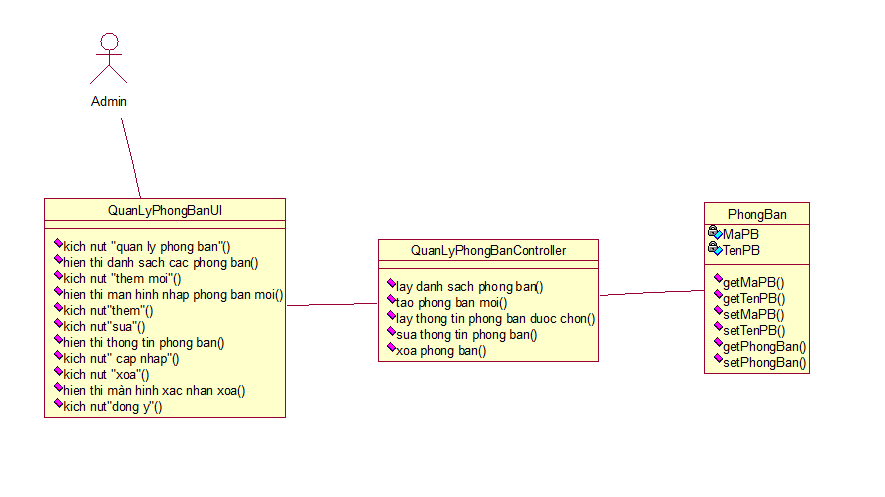 Admin
QuanLyPhongBanUI
kich nut "quan ly phong ban"()
hien thi danh sach cac phong ban()
kich nut "them moi"()
hien thi man hinh nhap phong ban moi()
kich nut"them"()
kich nut"sua"()
hien thi thong tin phong ban()
kich nut" cap nhap"()
kich nut "xoa"()
hien thi màn hinh xac nhan xoa()
kich nut"dong y"()
QuanLyPhongBanController
lay danh sach phong ban()
tao phong ban moi()
lay thong tin phong ban duoc chon()
sua thong tin phong ban()
xoa phong ban()
PhongBan
MaPB
TenPB
getMaPB()
getTenPB()
setMaPB()
setTenPB()
getPhongBan()
setPhongBan()